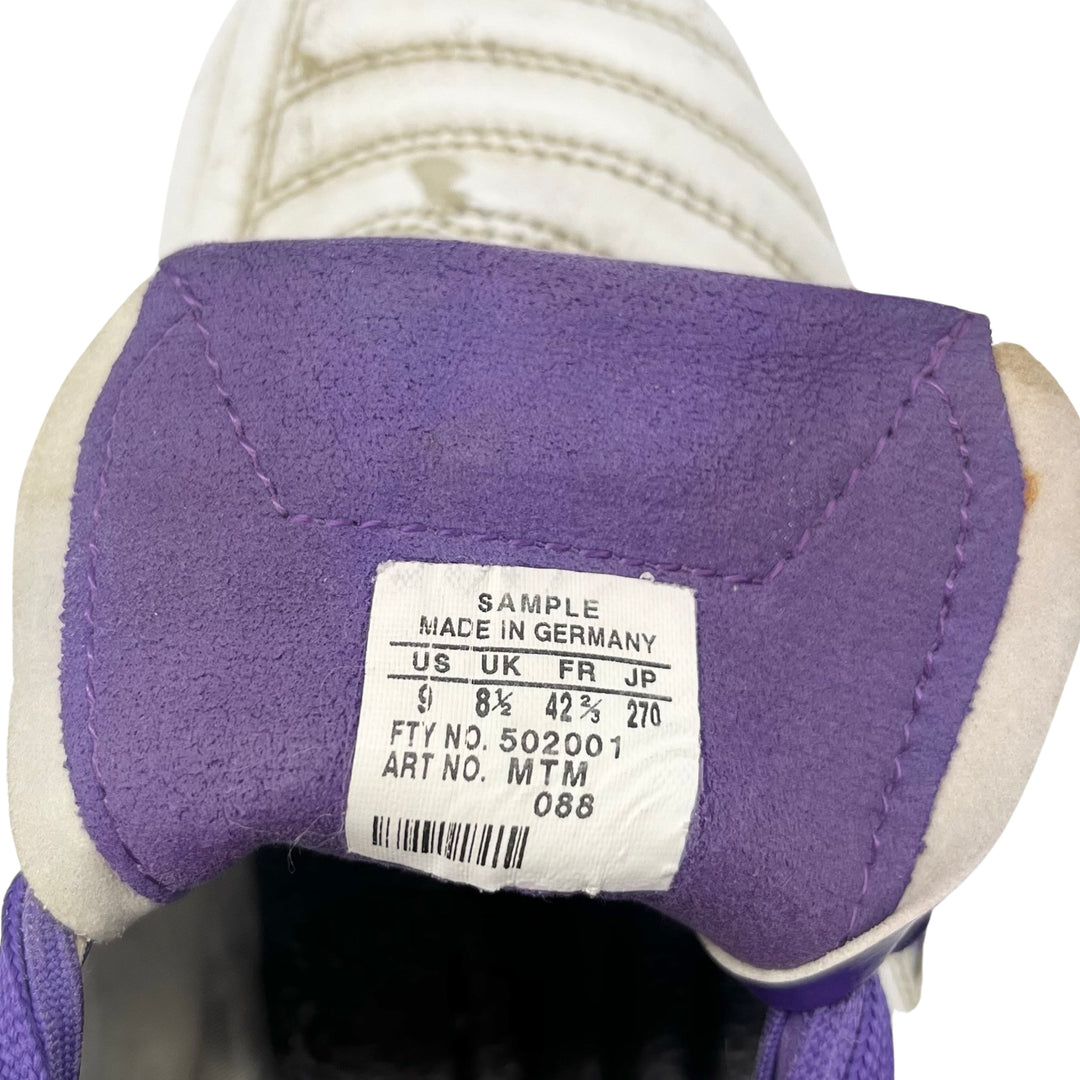 SAMPLE
MADE IN GERMANY
US UK FR JP
9 8½ 42⅔ 270
FTY NO. 502001
ART NO. MTM
088